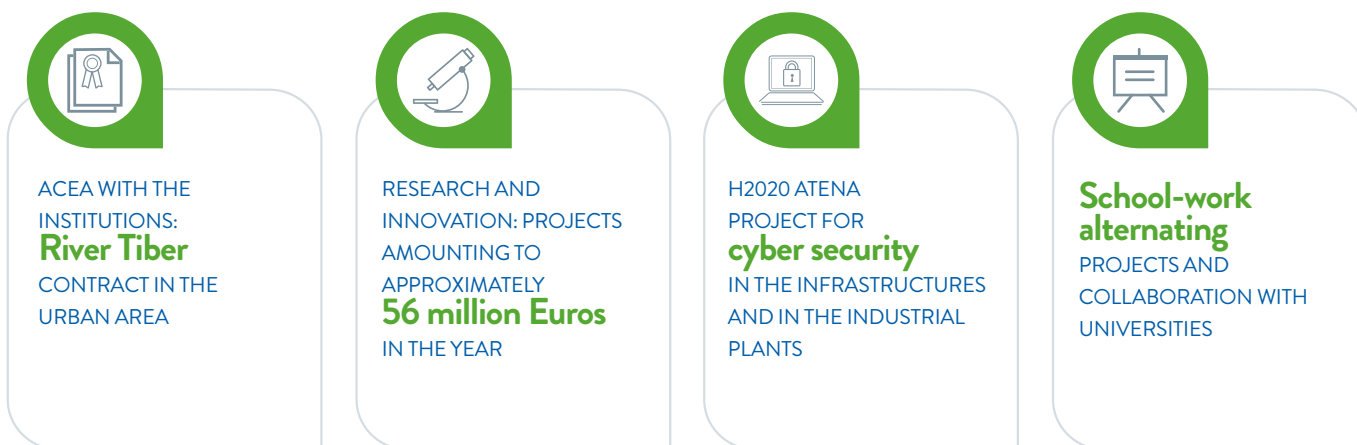 ACEA WITH THE
INSTITUTIONS:
River Tiber
CONTRACT IN THE
URBAN AREA
RESEARCH AND
INNOVATION: PROJECTS
AMOUNTING TO
APPROXIMATELY
56 million Euros
IN THE YEAR
H2020 ATENA
PROJECT FOR
cyber security
IN THE INFRASTRUCTURES
AND IN THE INDUSTRIAL
PLANTS
School-work
alternating
PROJECTS AND
COLLABORATION WITH
UNIVERSITIES